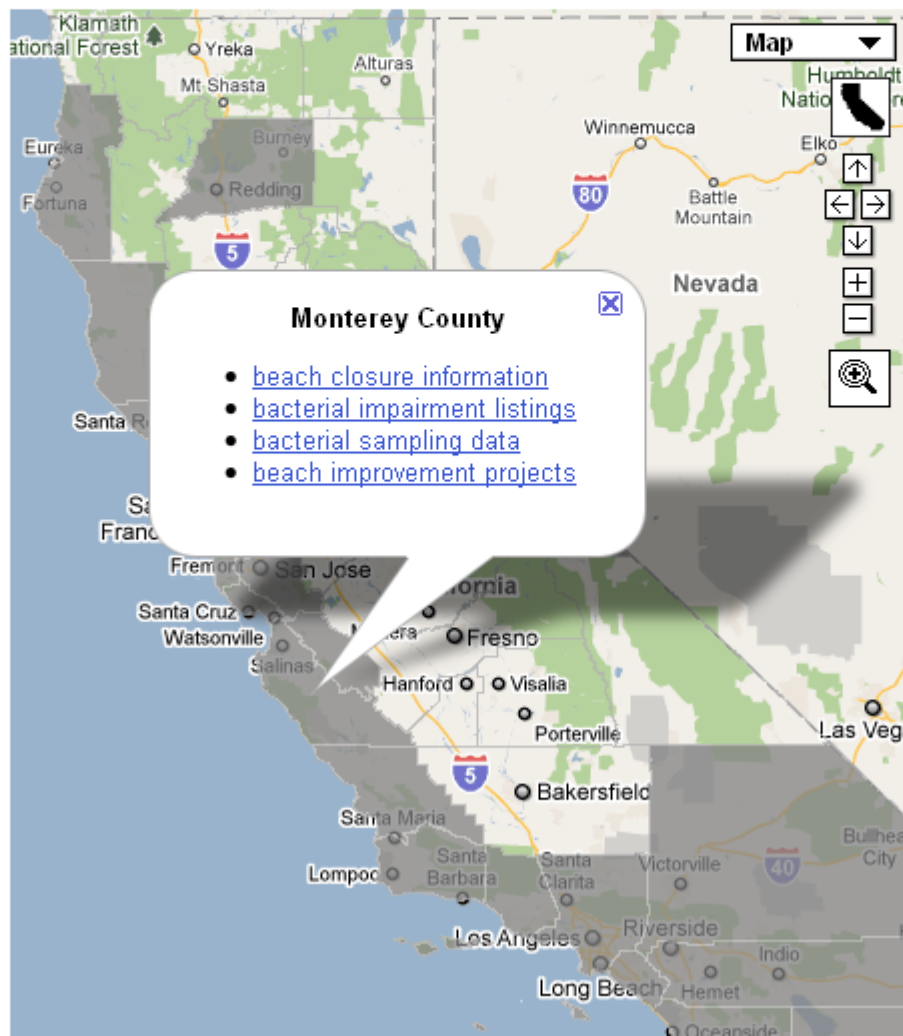 Klamath
ational Forest
Yreka
Alturas
Map
Mt Shasta
Humboldt
Winnemucca
Elko
Burney
Eureka
Redding
80
Battle
Mountain
Fortuna
5
Nevada
Monterey County
beach closure information
bacterial impairment listings
Santa R
bacterial sampling data
beach improvement projects
Fremont
San Jose
Santa Cruz
Watsonville
Fresno
Salinas
Hanford
Visalia
Las Veg
Porterville
5
Bakersfield
Santa Maria
Bullhea
City
Lompoc
Santa
Barbara
Santa
Clarita
Victorville
40
Los Angeles
Riverside
Indio
Long Beach
Hemet
Oceanside